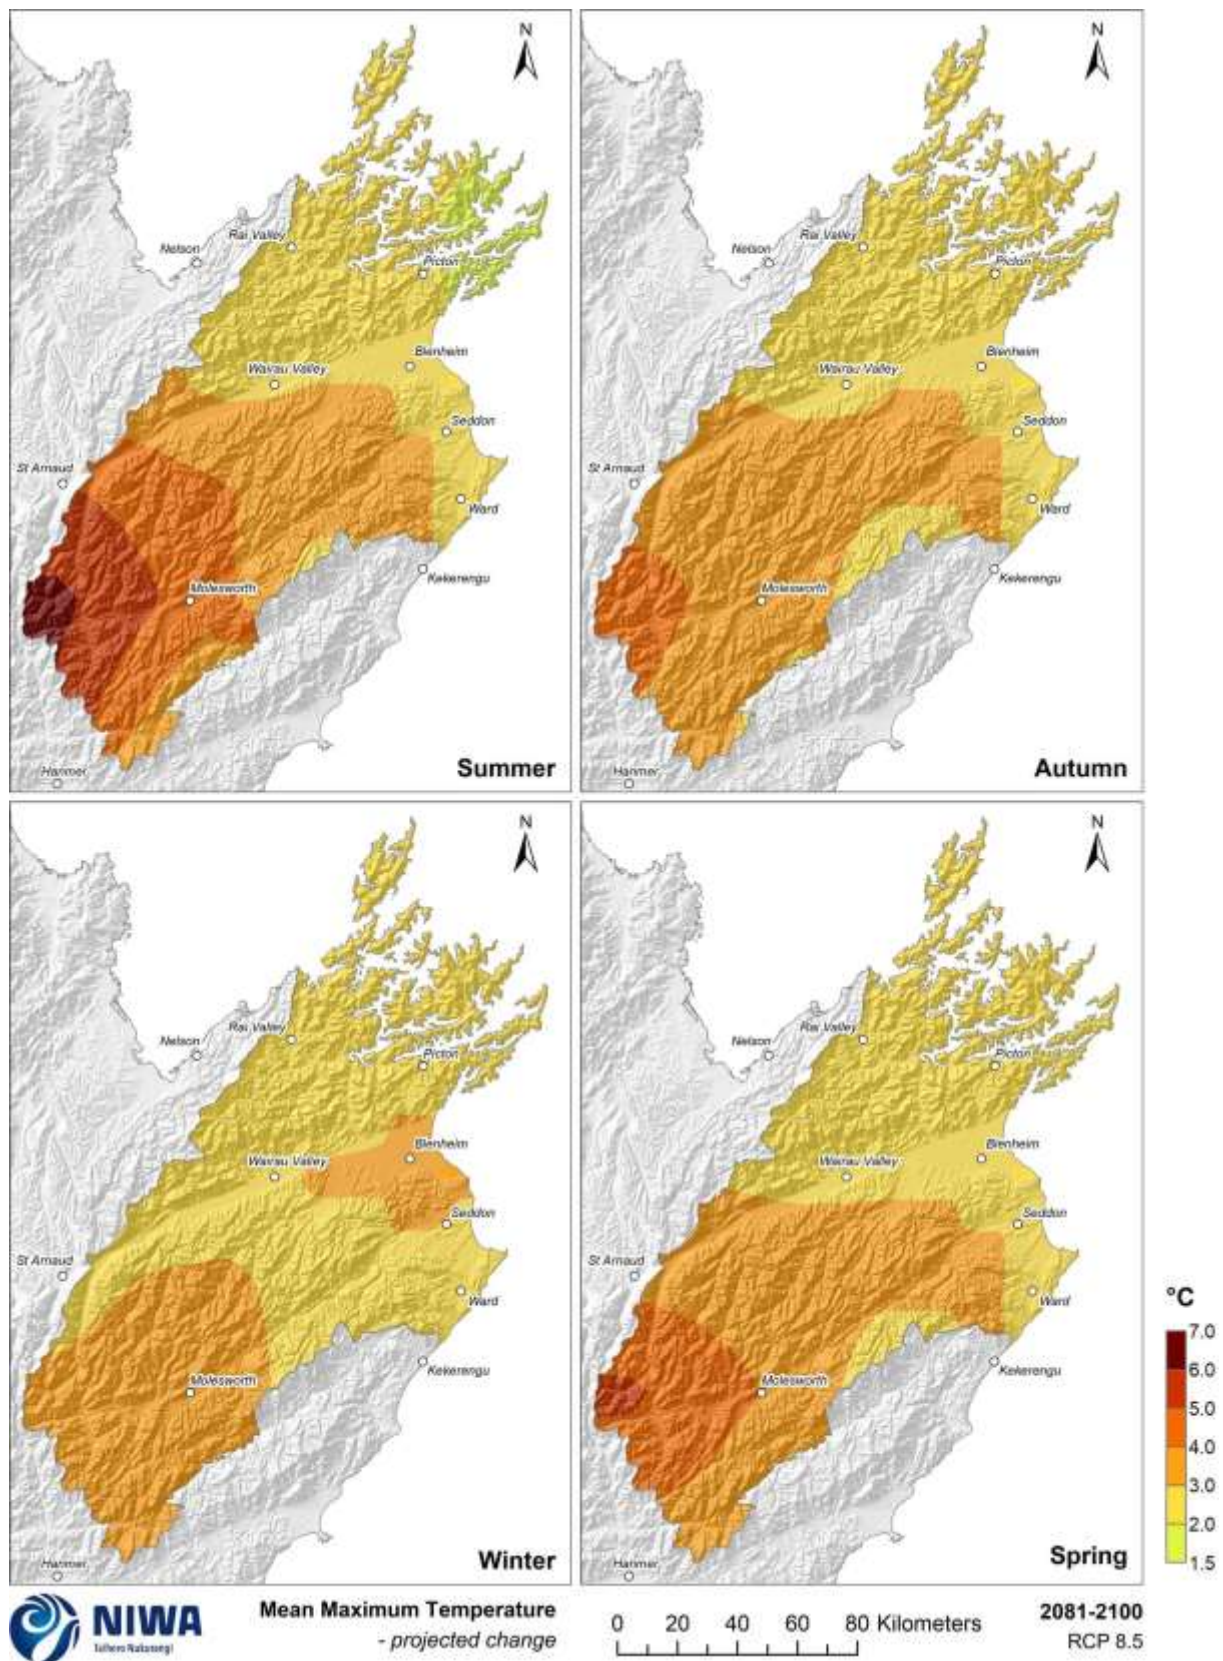 N
Rai Valley
Nelson
Picton
Blenheim
Wairau Valley
Seddon
St Arnaud
Ward
Kekerengu
Molesworth
Hanmer
Summer
N
Rai Valley
Nelson
Picton
Blenheim
Wairau Valley
Seddon
St Arnaud
Ward
Kekerengu
Molesworth
Hanmer
Autumn
N
Rai Valley
Nelson
Picton
Blenheim
Wairau Valley
Seddon
St Arnaud
Ward
Kekerengu
Molesworth
Hanmer
Winter
N
Rai Valley
Nelson
Picton
Blenheim
Wairau Valley
Seddon
St Arnaud
Ward
Kekerengu
Molesworth
Hanmer
Spring
°C
7.0
6.0
5.0
4.0
3.0
2.0
1.5
NIWA
Taihoro Nukurangi
Mean Maximum Temperature
- projected change
0 20 40 60 80 Kilometers
2081-2100
RCP 8.5